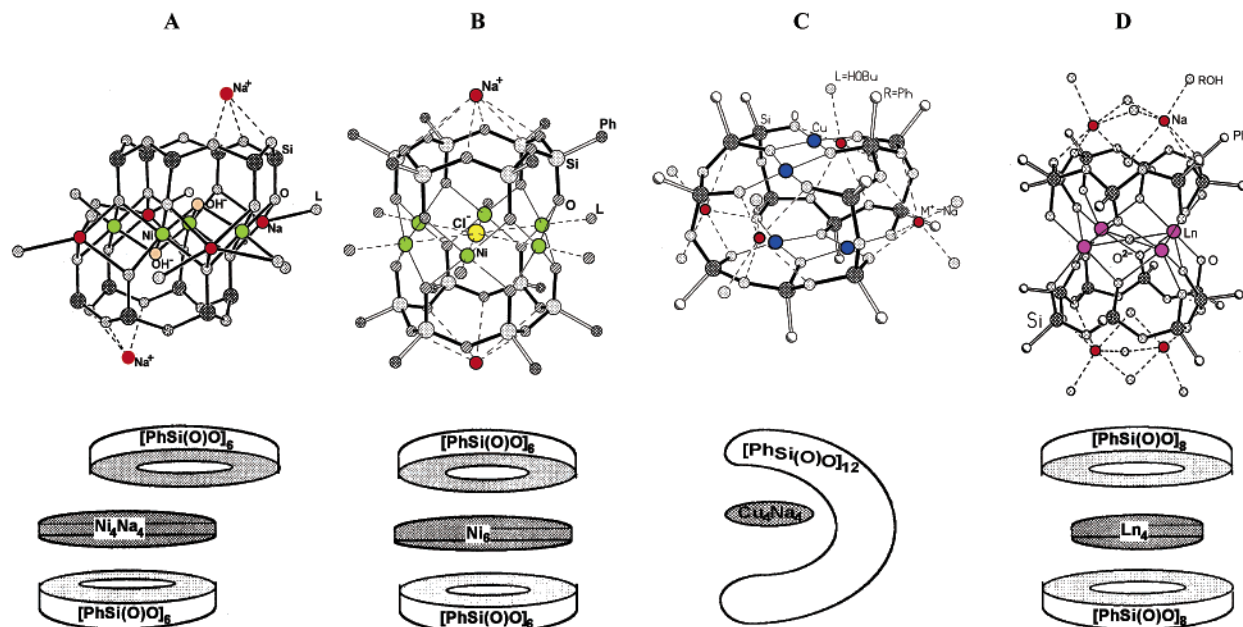 A
B
C
D
Na⁺
Si
O
L
OH⁻
Ni
Na
OH⁻
Na⁺
Na⁺
Ph
Si
O
L
Cl⁻
Ni
L=HOBu
R=Ph
Si
O
Cu
M⁺=Na
ROH
Na
Ph
Ln
O²⁻
O
Si
[PhSi(O)O]₆
Ni₄Na₄
[PhSi(O)O]₆
[PhSi(O)O]₆
Ni₆
[PhSi(O)O]₆
[PhSi(O)O]₁₂
Cu₄Na₄
[PhSi(O)O]₈
Ln₄
[PhSi(O)O]₈